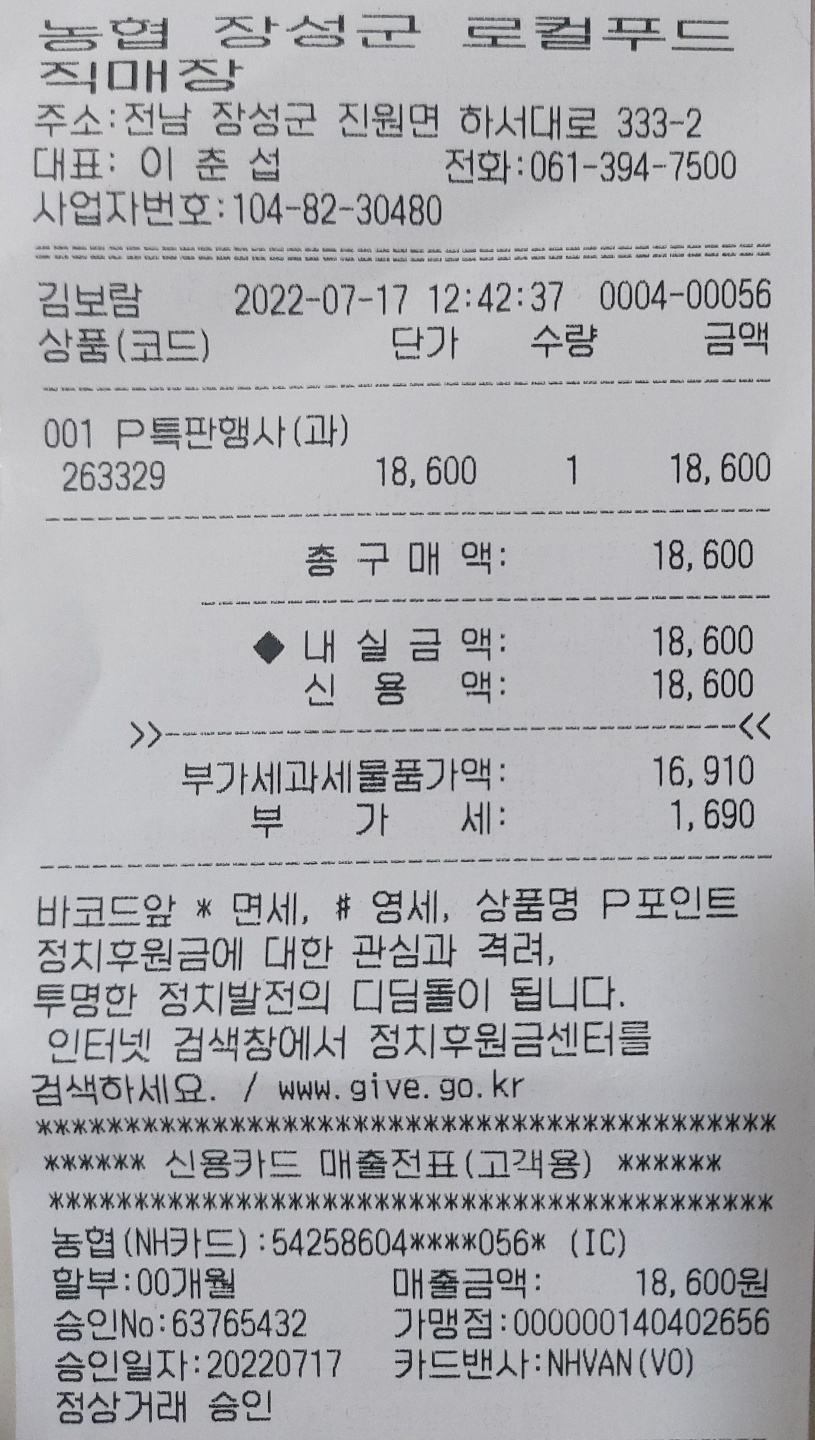 농협 장성군 로컬푸드
직매장
주소:전남 장성군 진원면 하서대로 333-2
대표: 이 춘 섭 전화:061-394-7500
사업자번호:104-82-30480
김보람 2022-07-17 12:42:37 0004-00056
상품(코드) 단가 수량 금액
001 P특판행사(과)
263329 18,600 1 18,600
총 구 매 액: 18,600
◆ 내 실 금 액: 18,600
신 용 액: 18,600
>>------------------------------<<
부가세과세물품가액: 16,910
부 가 세: 1,690
바코드앞 * 면세, # 영세, 상품명 P포인트
정치후원금에 대한 관심과 격려,
투명한 정치발전의 디딤돌이 됩니다.
인터넷 검색창에서 정치후원금센터를
검색하세요. / www.give.go.kr
******************************************
****** 신용카드 매출전표(고객용) ******
******************************************
농협(NH카드):54258604****056* (IC)
할부:00개월 매출금액: 18,600원
승인No:63765432 가맹점:000000140402656
승인일자:20220717 카드밴사:NHVAN(V0)
정상거래 승인